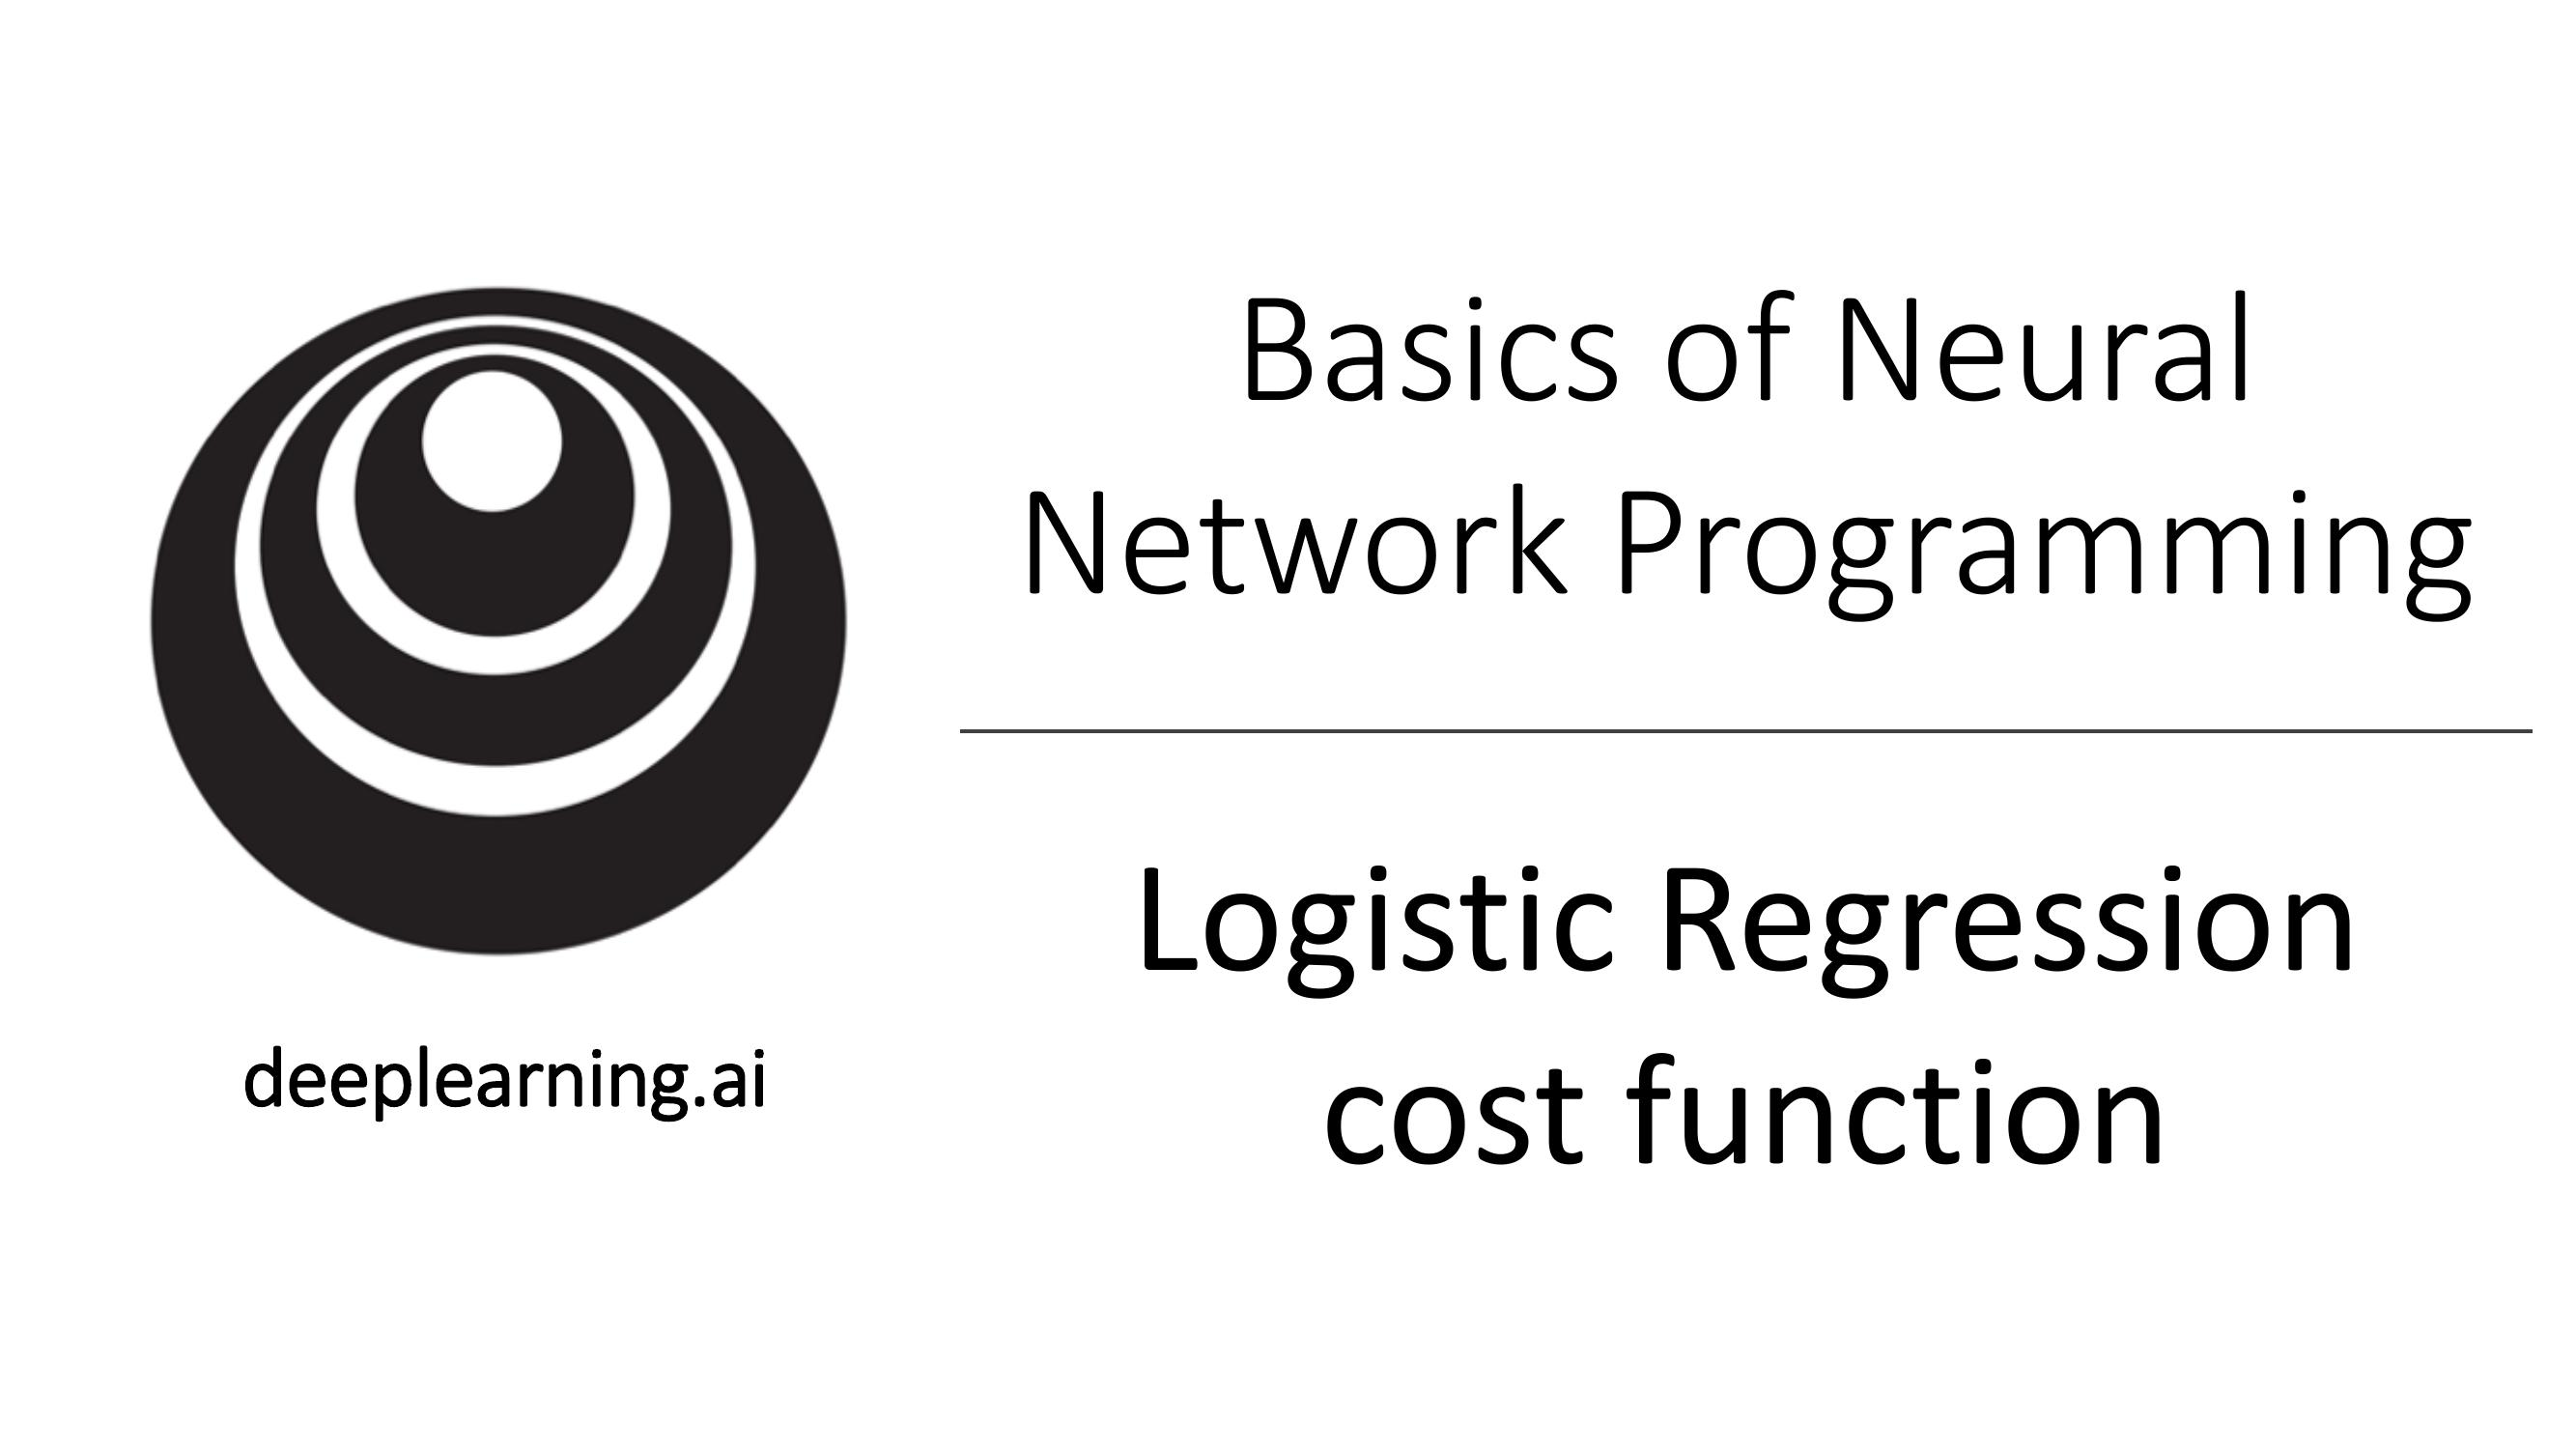 Basics of Neural
Network Programming
Logistic Regression
cost function
deeplearning.ai